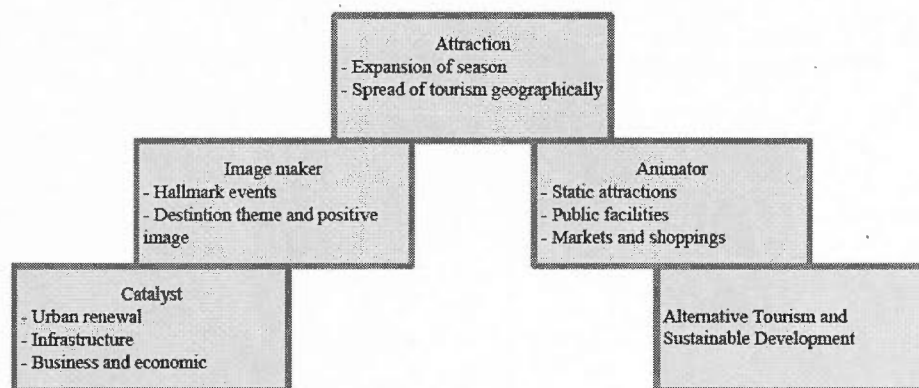 Attraction
- Expansion of season
- Spread of tourism geographically
Image maker
- Hallmark events
- Destintion theme and positive
image
Animator
- Static attractions
- Public facilities
- Markets and shoppings
Catalyst
- Urban renewal
- Infrastructure
- Business and economic
Alternative Tourism and
Sustainable Development